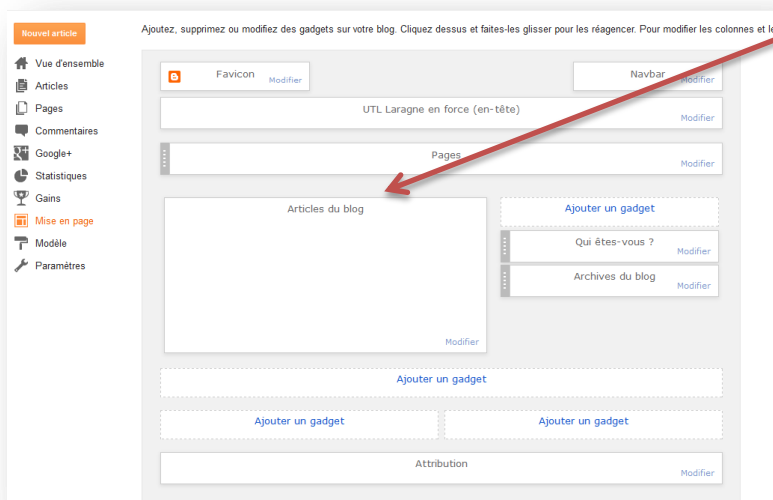 Nouvel article
Ajoutez, supprimez ou modifiez des gadgets sur votre blog. Cliquez dessus et faites-les glisser pour les réagencer. Pour modifier les colonnes et le
Vue d'ensemble
Articles
Pages
Commentaires
Google+
Statistiques
Gains
Mise en page
Modèle
Paramètres
Favicon
Modifier
Navbar
Modifier
UTL Laragne en force (en-tête)
Modifier
Pages
Modifier
Articles du blog
Modifier
Ajouter un gadget
Qui êtes-vous ?
Modifier
Archives du blog
Modifier
Ajouter un gadget
Ajouter un gadget
Ajouter un gadget
Attribution
Modifier